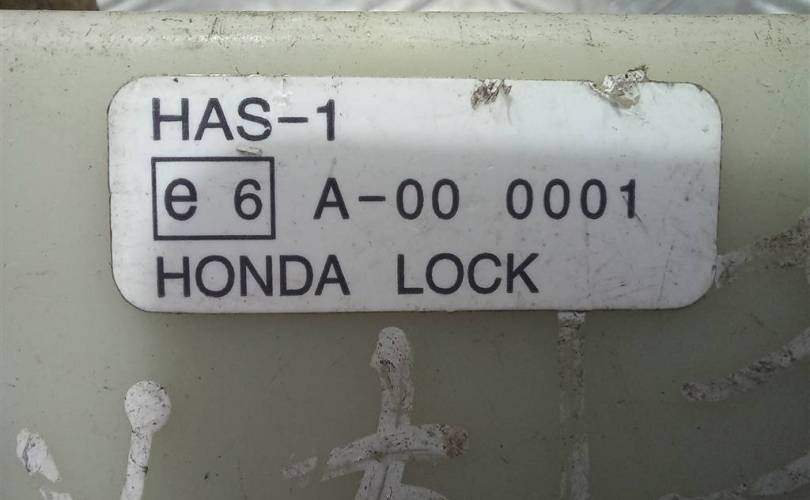 HAS-1
e 6 A-00 0001
HONDA LOCK